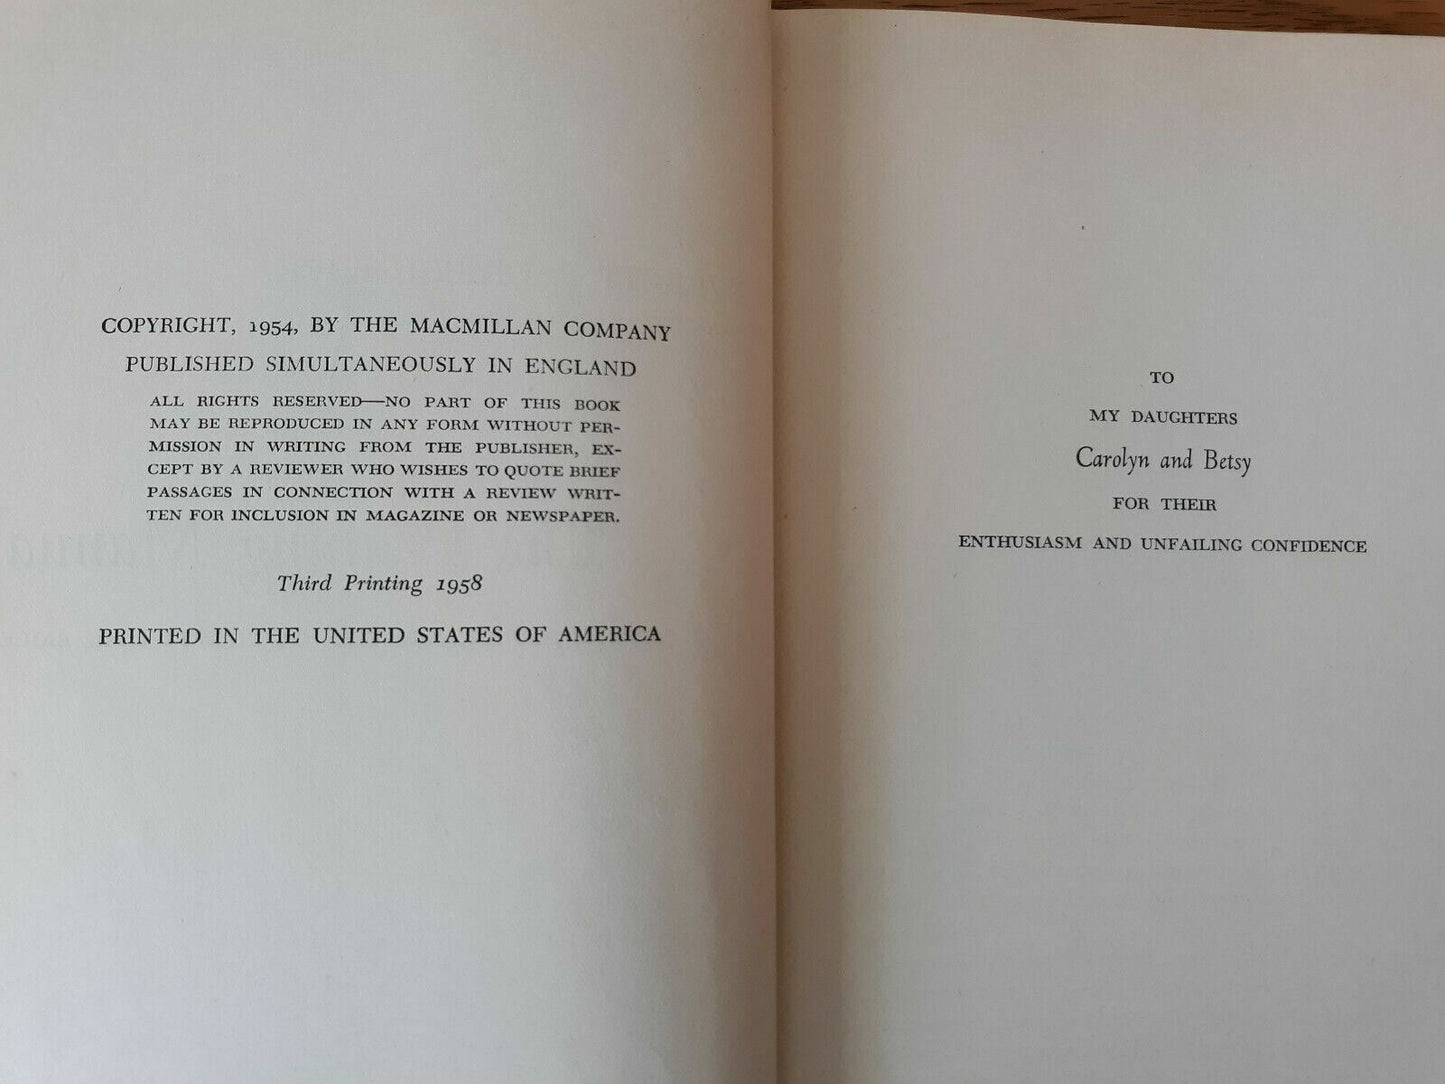 COPYRIGHT, 1954, BY THE MACMILLAN COMPANY
PUBLISHED SIMULTANEOUSLY IN ENGLAND
ALL RIGHTS RESERVED—NO PART OF THIS BOOK
MAY BE REPRODUCED IN ANY FORM WITHOUT PER-
MISSION IN WRITING FROM THE PUBLISHER, EX-
CEPT BY A REVIEWER WHO WISHES TO QUOTE BRIEF
PASSAGES IN CONNECTION WITH A REVIEW WRIT-
TEN FOR INCLUSION IN MAGAZINE OR NEWSPAPER.
Third Printing 1958
PRINTED IN THE UNITED STATES OF AMERICA
TO
MY DAUGHTERS
Carolyn and Betsy
FOR THEIR
ENTHUSIASM AND UNFAILING CONFIDENCE